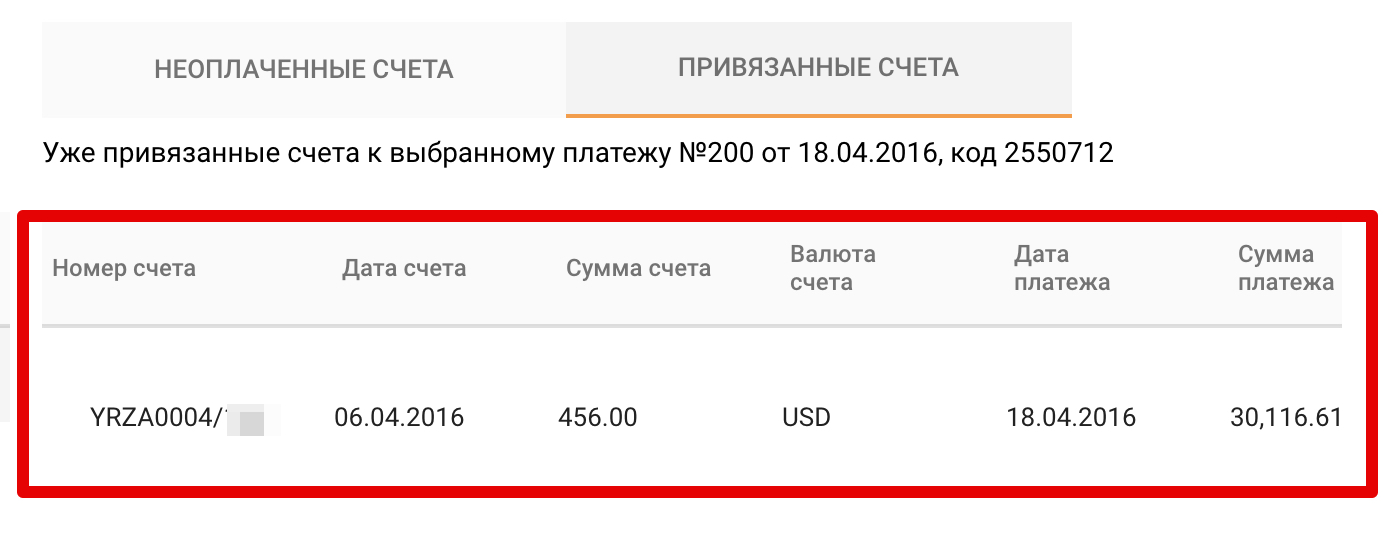 НЕОПЛАЧЕННЫЕ СЧЕТА
ПРИВЯЗАННЫЕ СЧЕТА
Уже привязанные счета к выбранному платежу №200 от 18.04.2016, код 2550712
Номер счета Дата счета Сумма счета Валюта счета Дата платежа Сумма платежа
YRZA0004/ 06.04.2016 456.00 USD 18.04.2016 30,116.61